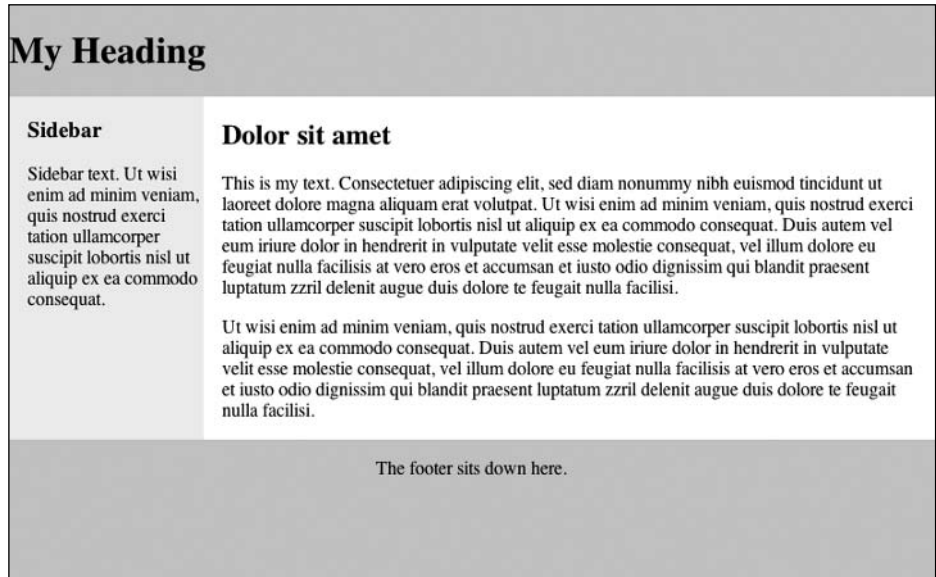 My Heading
Sidebar
Sidebar text. Ut wisi
enim ad minim veniam,
quis nostrud exerci
tation ullamcorper
suscipit lobortis nisl ut
aliquip ex ea commodo
consequat.
Dolor sit amet
This is my text. Consectetuer adipiscing elit, sed diam nonummy nibh euismod tincidunt ut
laoreet dolore magna aliquam erat volutpat. Ut wisi enim ad minim veniam, quis nostrud exerci
tation ullamcorper suscipit lobortis nisl ut aliquip ex ea commodo consequat. Duis autem vel
eum iriure dolor in hendrerit in vulputate velit esse molestie consequat, vel illum dolore eu
feugiat nulla facilisis at vero eros et accumsan et iusto odio dignissim qui blandit praesent
luptatum zzril delenit augue duis dolore te feugait nulla facilisi.
Ut wisi enim ad minim veniam, quis nostrud exerci tation ullamcorper suscipit lobortis nisl ut
aliquip ex ea commodo consequat. Duis autem vel eum iriure dolor in hendrerit in vulputate
velit esse molestie consequat, vel illum dolore eu feugiat nulla facilisis at vero eros et accumsan
et iusto odio dignissim qui blandit praesent luptatum zzril delenit augue duis dolore te feugait
nulla facilisi.
The footer sits down here.